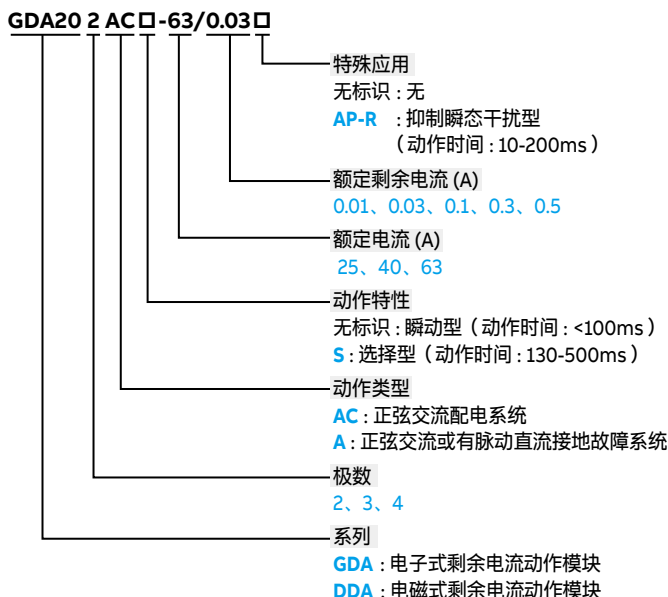 GDA20 2 AC□-63/0.03□
特殊应用
无标识：无
AP-R ：抑制瞬态干扰型
（动作时间：10-200ms）
额定剩余电流 (A)
0.01、0.03、0.1、0.3、0.5
额定电流 (A)
25、40、63
动作特性
无标识：瞬动型（动作时间：<100ms）
S：选择型（动作时间：130-500ms）
动作类型
AC：正弦交流配电系统
A：正弦交流或有脉动直流接地故障系统
极数
2、3、4
系列
GDA：电子式剩余电流动作模块
DDA：电磁式剩余电流动作模块